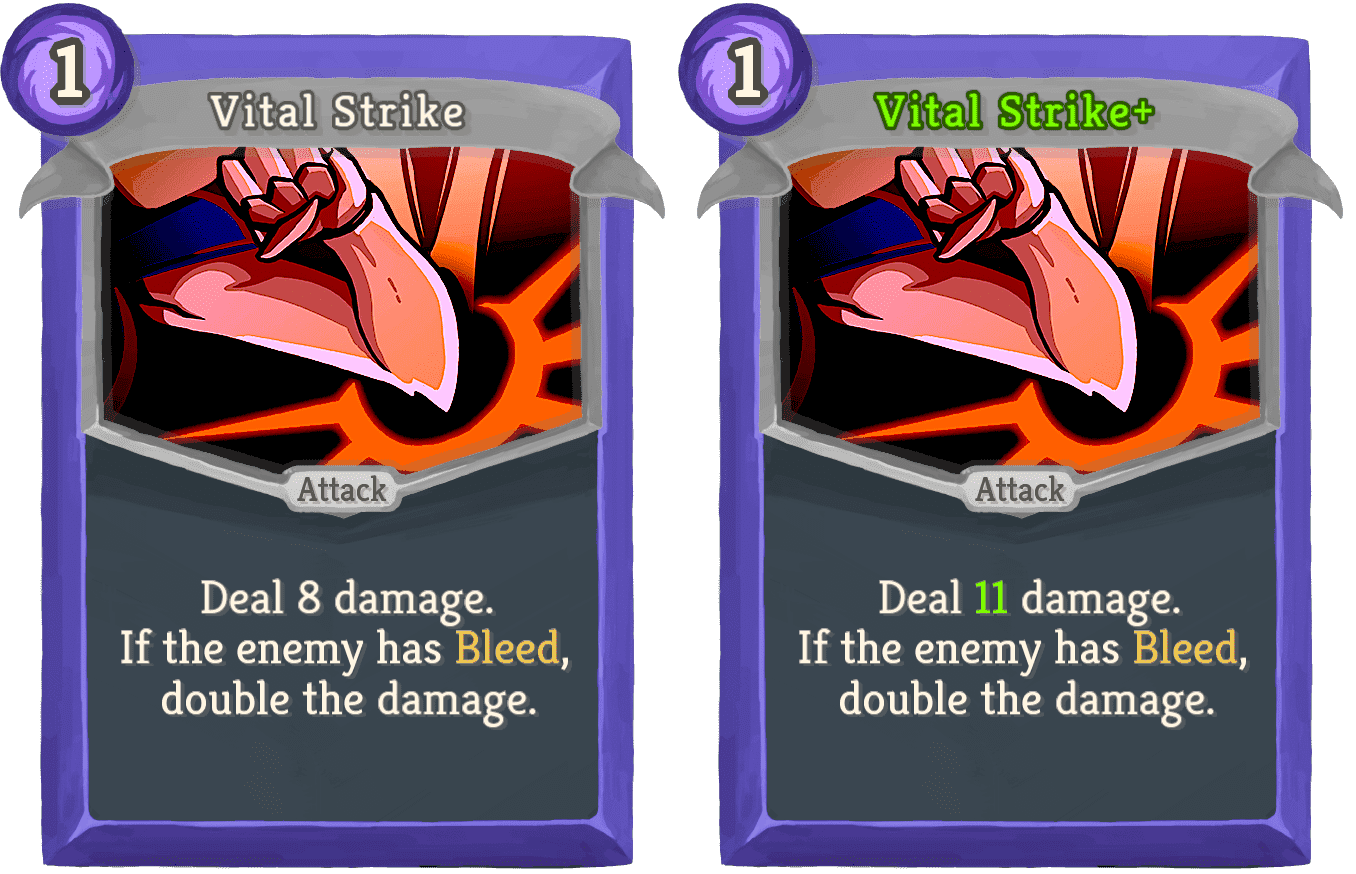 1
Vital Strike
Attack
Deal 8 damage.
If the enemy has Bleed,
double the damage.
1
Vital Strike+
Attack
Deal 11 damage.
If the enemy has Bleed,
double the damage.